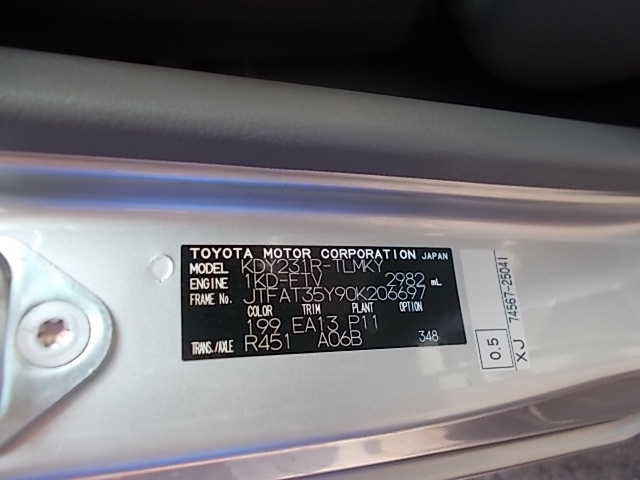 TOYOTA MOTOR CORPORATION JAPAN
MODEL KDY231R-TLMKY
ENGINE 1KD-FTV 2982 mL
FRAME No. JTFAT35Y90K206697
COLOR TRIM PLANT OPTION
199 EA13 P11
TRANS./AXLE R451 A06B 348
74567-25041
0.5 XJ